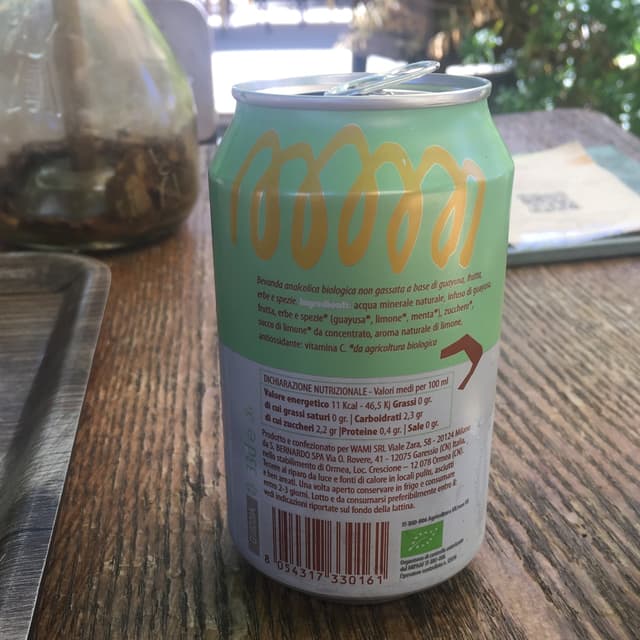 Bevanda analcolica biologica non gassata a base di guayusa, frutta,
erbe e spezie. acqua minerale naturale, infuso di guayusa,
frutta, erbe e spezie* (guayusa*, limone*, menta*), zucchero*,
succo di limone* da concentrato, aroma naturale di limone,
antiossidante: vitamina C. *da agricoltura biologica
DICHIARAZIONE NUTRIZIONALE - Valori medi per 100 ml
Valore energetico 11 Kcal - 46,5 Kj Grassi 0 gr.
di cui grassi saturi 0 gr. | Carboidrati 2,3 gr
di cui zuccheri 2,2 gr | Proteine 0,4 gr. | Sale 0 gr.
Prodotto e confezionato per WAMI SRL Viale Zara, 58 - 20124 Milano
da S. BERNARDO SPA Via O. Rovere, 41 - 12075 Garessio (CN) Italia,
stabilimento di Ormea, Loc. Crescione - 12 078 Ormea (CN).
Tenere al riparo da luce e fonti di calore in locali puliti, asciutti
e ben areati. Una volta aperto conservare in frigo e consumare
entro 2-3 giorni. Lotto e da consumarsi preferibilmente entro il:
vedi indicazioni riportate sul fondo della lattina.
8 054317 330161